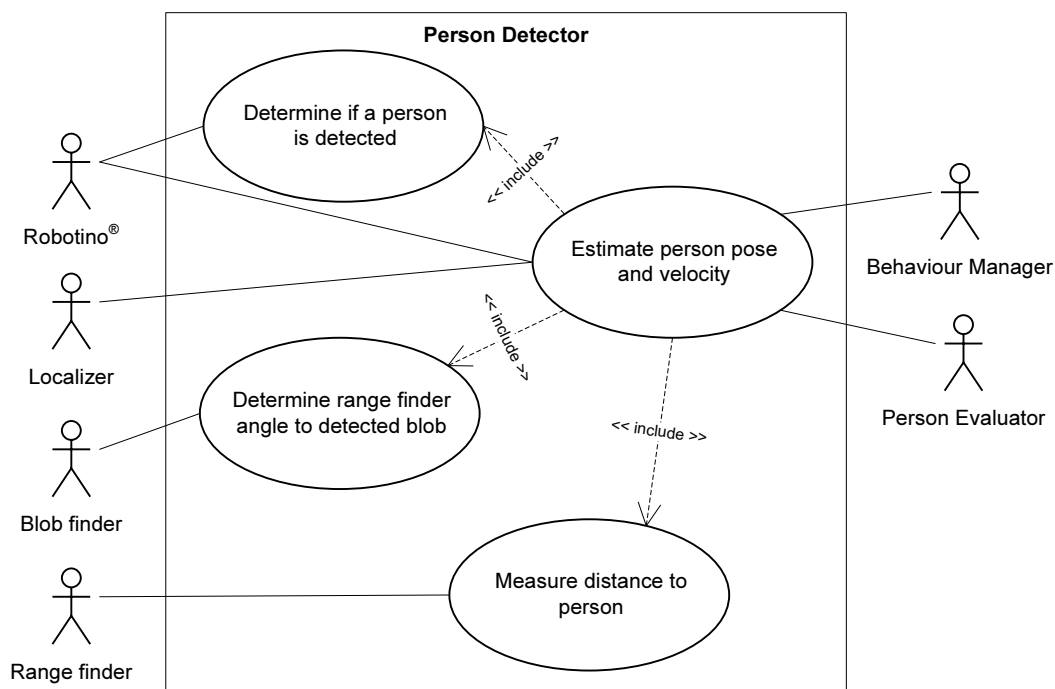 Person Detector
Determine if a person
is detected
Robotino®
<< include >>
Estimate person pose
and velocity
Behaviour Manager
Localizer
<< include >>
Determine range finder
angle to detected blob
Person Evaluator
<< include >>
Blob finder
Measure distance to
person
Range finder